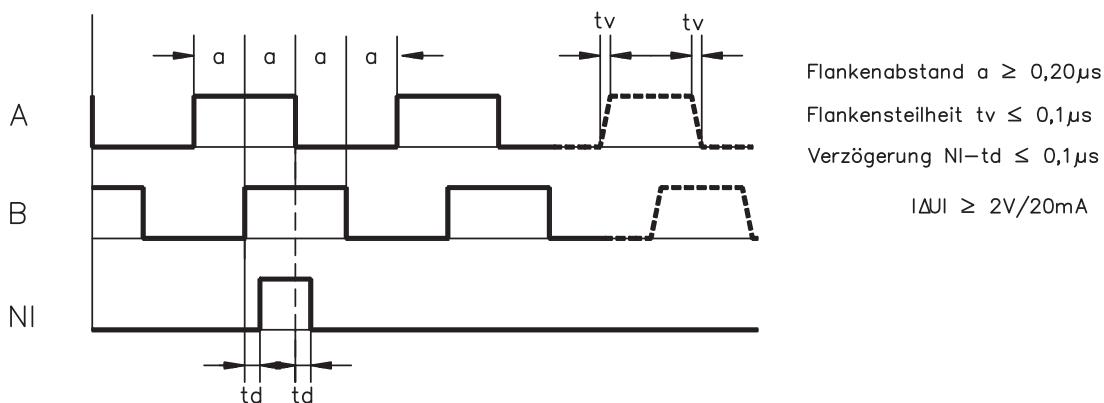 tv tv
a a a a
A
B
NI
td td
Flankenabstand a ≥ 0,20µs
Flankensteilheit tv ≤ 0,1µs
Verzögerung NI–td ≤ 0,1µs
IΔUI ≥ 2V/20mA